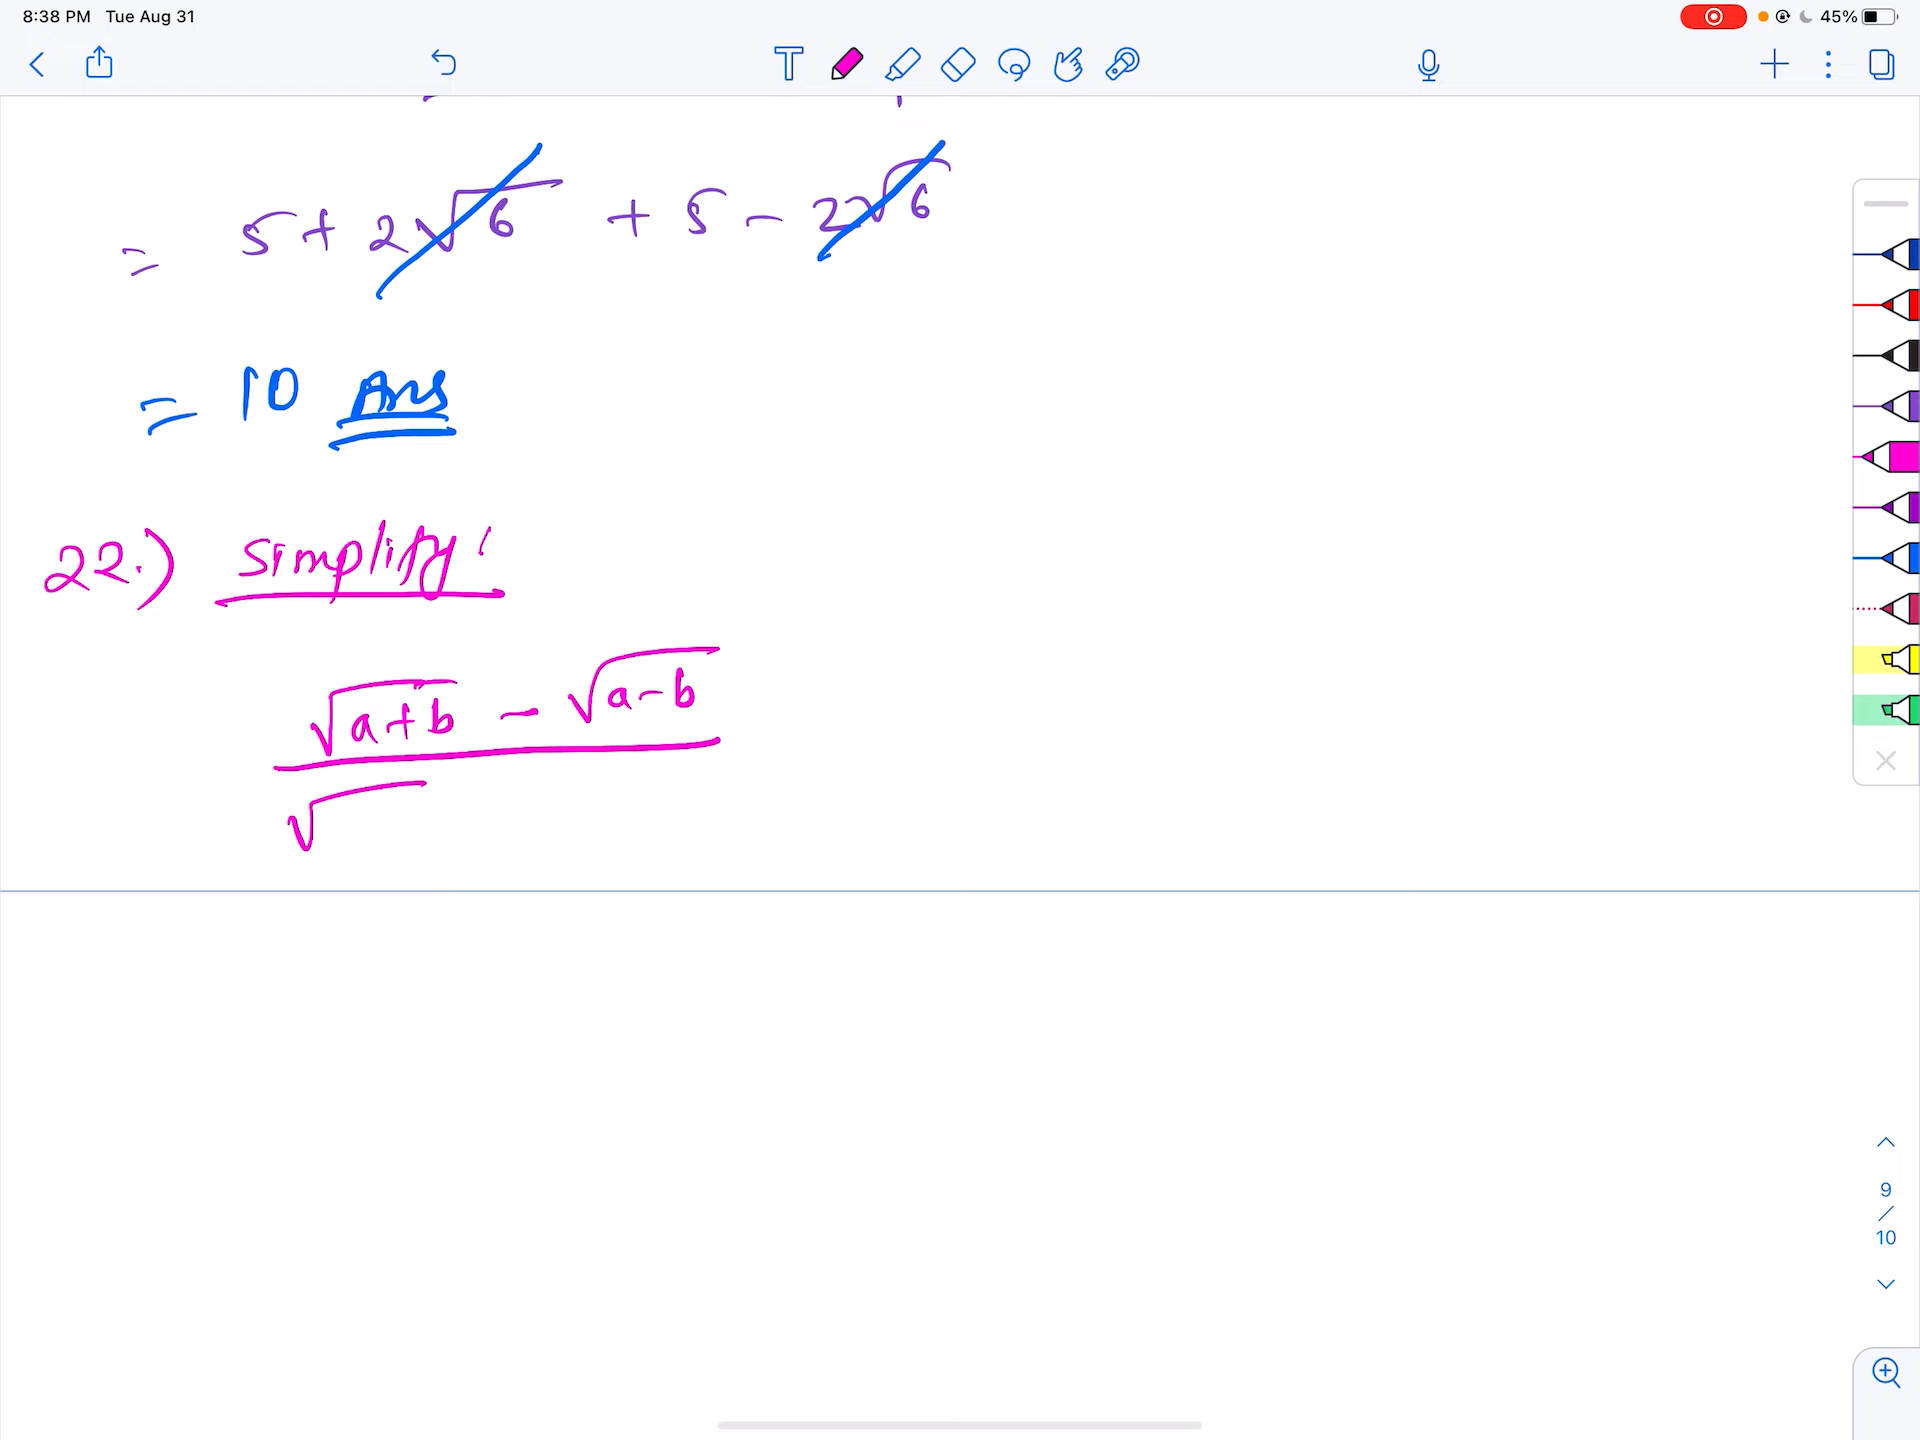 8:38 PM Tue Aug 31
45%
T
= 5 + 2√6 + 5 - 2√6
= 10 Ans
22.) Simplify:
√a+b - √a-b
√
9
/
10